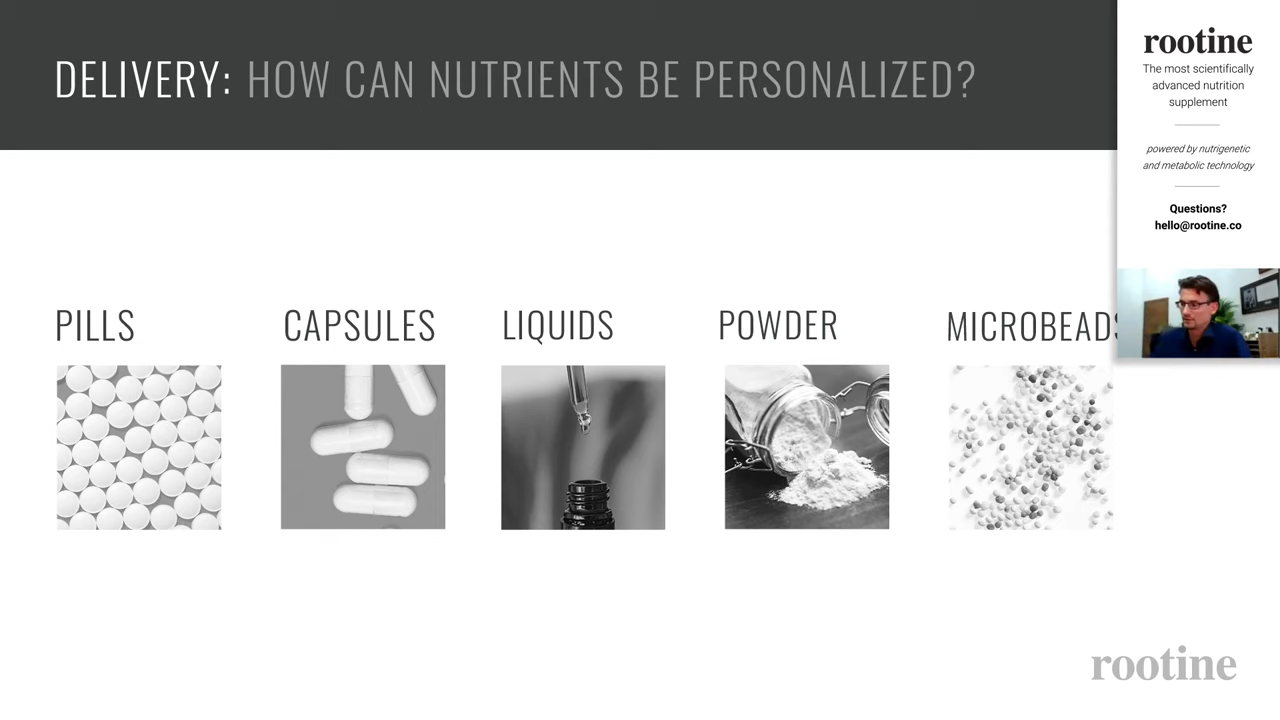 DELIVERY: HOW CAN NUTRIENTS BE PERSONALIZED?
rootine
The most scientifically
advanced nutrition
supplement
powered by nutrigenetic
and metabolic technology
Questions?
hello@rootine.co
PILLS
CAPSULES
LIQUIDS
POWDER
MICROBEADS
rootine